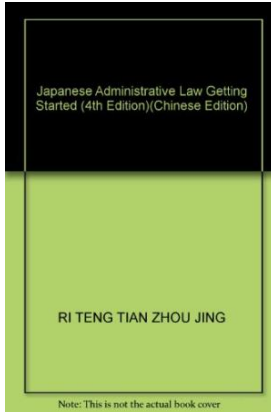 Japanese Administrative Law Getting
Started (4th Edition)(Chinese Edition)
RI TENG TIAN ZHOU JING
Note: This is not the actual book cover